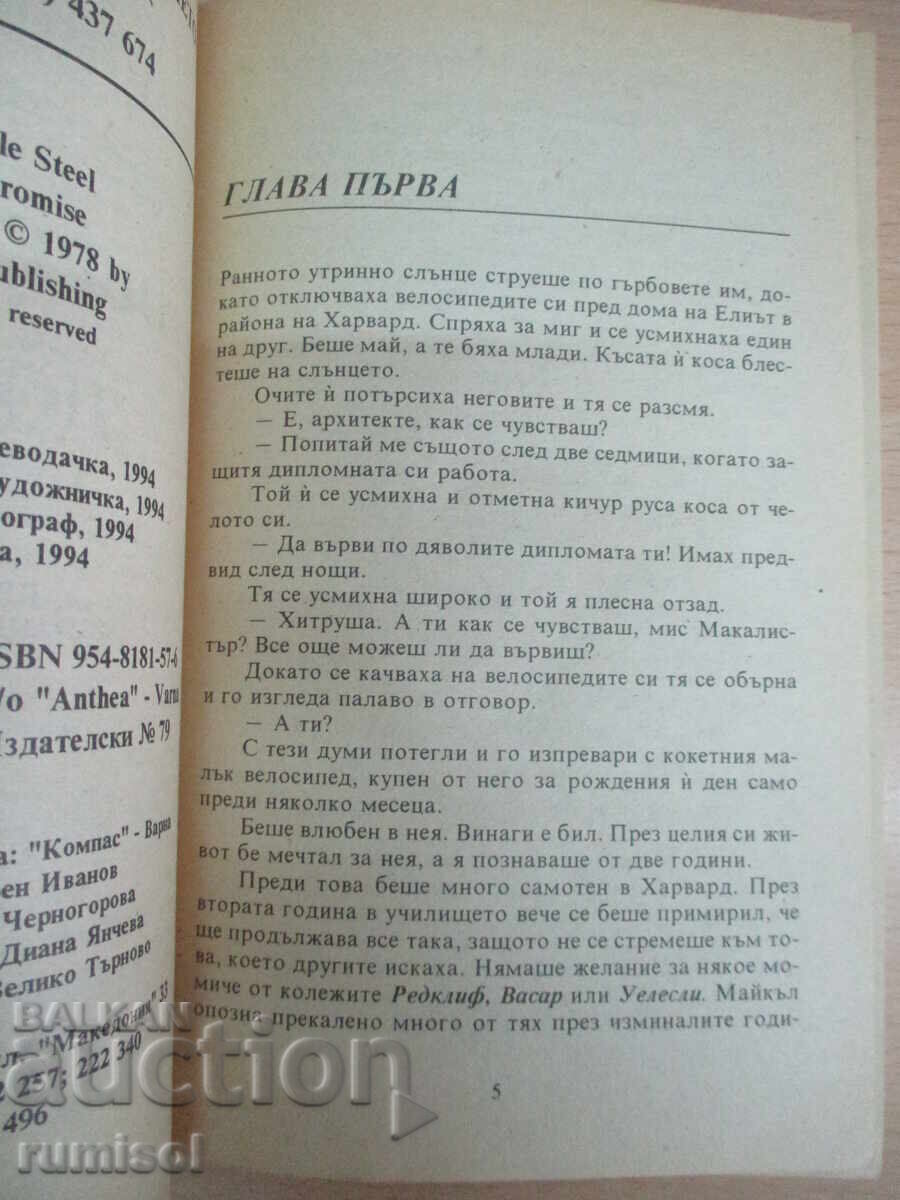 437 674
le Steel
romise
© 1978 by
ublishing
reserved
еводачка, 1994
удожничка, 1994
ограф, 1994
а, 1994
SBN 954-8181-57-6
/o "Anthea" - Varna
Издателски № 79
а: "Компас" - Варна
ен Иванов
Черногорова
Диана Янчева
Велико Търново
л "Македония" 33
2 257; 222 340
496
ГЛАВА ПЪРВА
Ранното утринно слънце струеше по гърбовете им, до-
като отключваха велосипедите си пред дома на Елиът в
района на Харвард. Спряха за миг и се усмихнаха един
на друг. Беше май, а те бяха млади. Късата ѝ коса блес-
теше на слънцето.
Очите ѝ потърсиха неговите и тя се разсмя.
— Е, архитекте, как се чувстваш?
— Попитай ме същото след две седмици, когато за-
щитя дипломната си работа.
Той ѝ се усмихна и отметна кичур руса коса от че-
лото си.
— Да върви по дяволите дипломата ти! Имах пред-
вид след нощи.
Тя се усмихна широко и той я плесна отзад.
— Хитруша. А ти как се чувстваш, мис Макалис-
тър? Все още можеш ли да вървиш?
Докато се качваха на велосипедите си тя се обърна
и го изгледа палаво в отговор.
— А ти?
С тези думи потегли и го изпревари с кокетния ма-
лък велосипед, купен от него за рождения ѝ ден само
преди няколко месеца.
Беше влюбен в нея. Винаги е бил. През целия си жи-
вот бе мечтал за нея, а я познаваше от две години.
Преди това беше много самотен в Харвард. През
втората година в училището вече се беше примирил, че
ще продължава все така, защото не се стремеше към то-
ва, което другите искаха. Нямаше желание за някое мо-
миче от колежите Редклиф, Васар или Уелесли. Майкъл
опозна прекалено много от тях през изминалите годи-
5
BALKAN
auction
rumisol